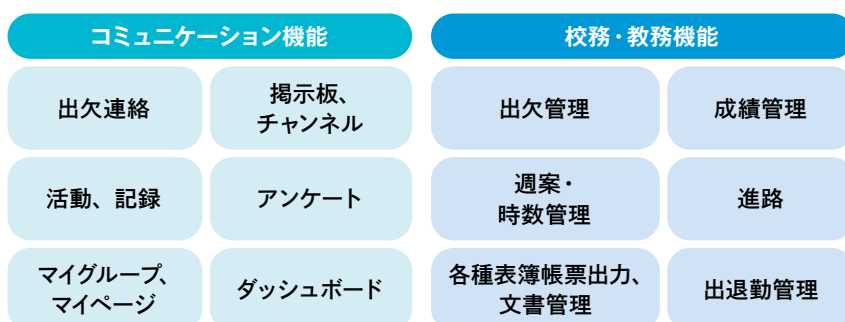 コミュニケーション機能
出欠連絡
掲示板、
チャンネル
活動、記録
アンケート
マイグループ、
マイページ
ダッシュボード
校務・教務機能
出欠管理
成績管理
週案・
時数管理
進路
各種表簿帳票出力、
文書管理
出退勤管理